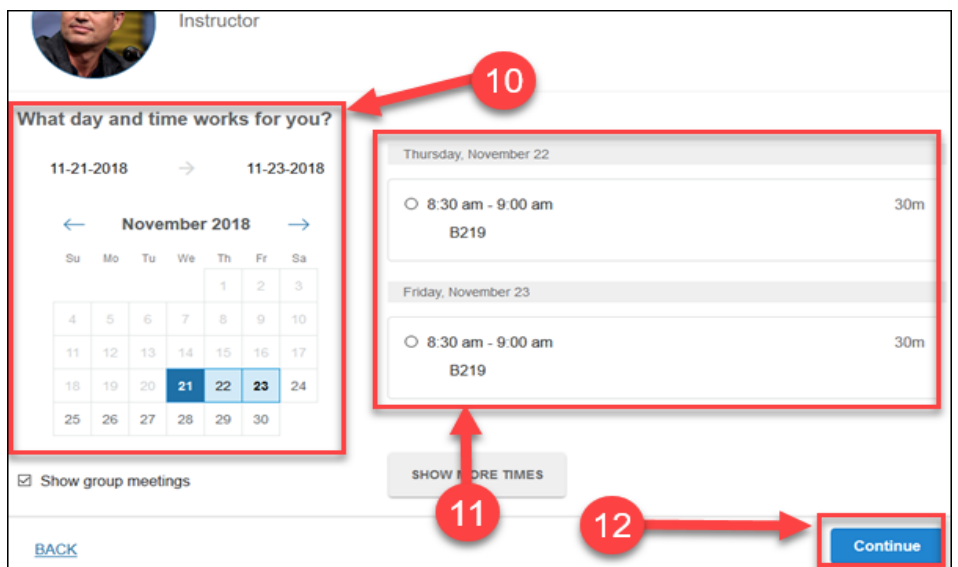 Instructor
10
What day and time works for you?
11-21-2018 → 11-23-2018
← November 2018 →
Su Mo Tu We Th Fr Sa
1 2 3
4 5 6 7 8 9 10
11 12 13 14 15 16 17
18 19 20 21 22 23 24
25 26 27 28 29 30
Show group meetings
Thursday, November 22
8:30 am - 9:00 am 30m
B219
Friday, November 23
8:30 am - 9:00 am 30m
B219
SHOW MORE TIMES
11
12
BACK
Continue